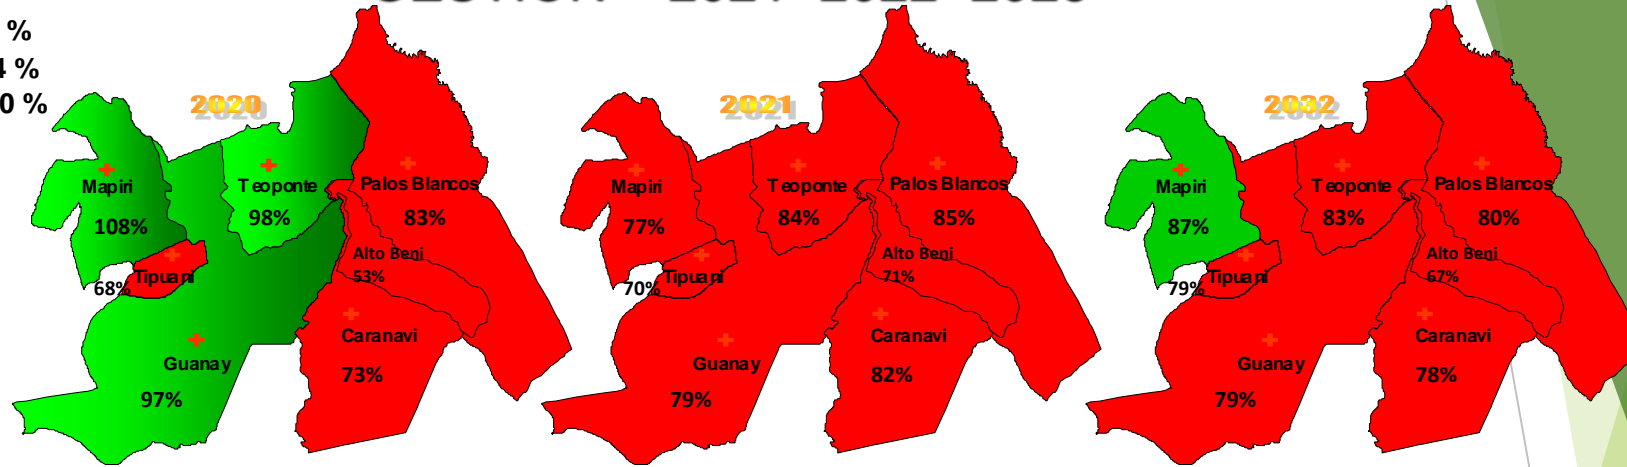 %
4 %
0 %
2020
Mapiri
108%
Teoponte
98%
Palos Blancos
83%
Alto Beni
53%
Tipuani
68%
Caranavi
73%
Guanay
97%
2021
Mapiri
77%
Teoponte
84%
Palos Blancos
85%
Alto Beni
71%
Tipuani
70%
Caranavi
82%
Guanay
79%
2032
Mapiri
87%
Teoponte
83%
Palos Blancos
80%
Alto Beni
67%
Tipuani
79%
Caranavi
78%
Guanay
79%